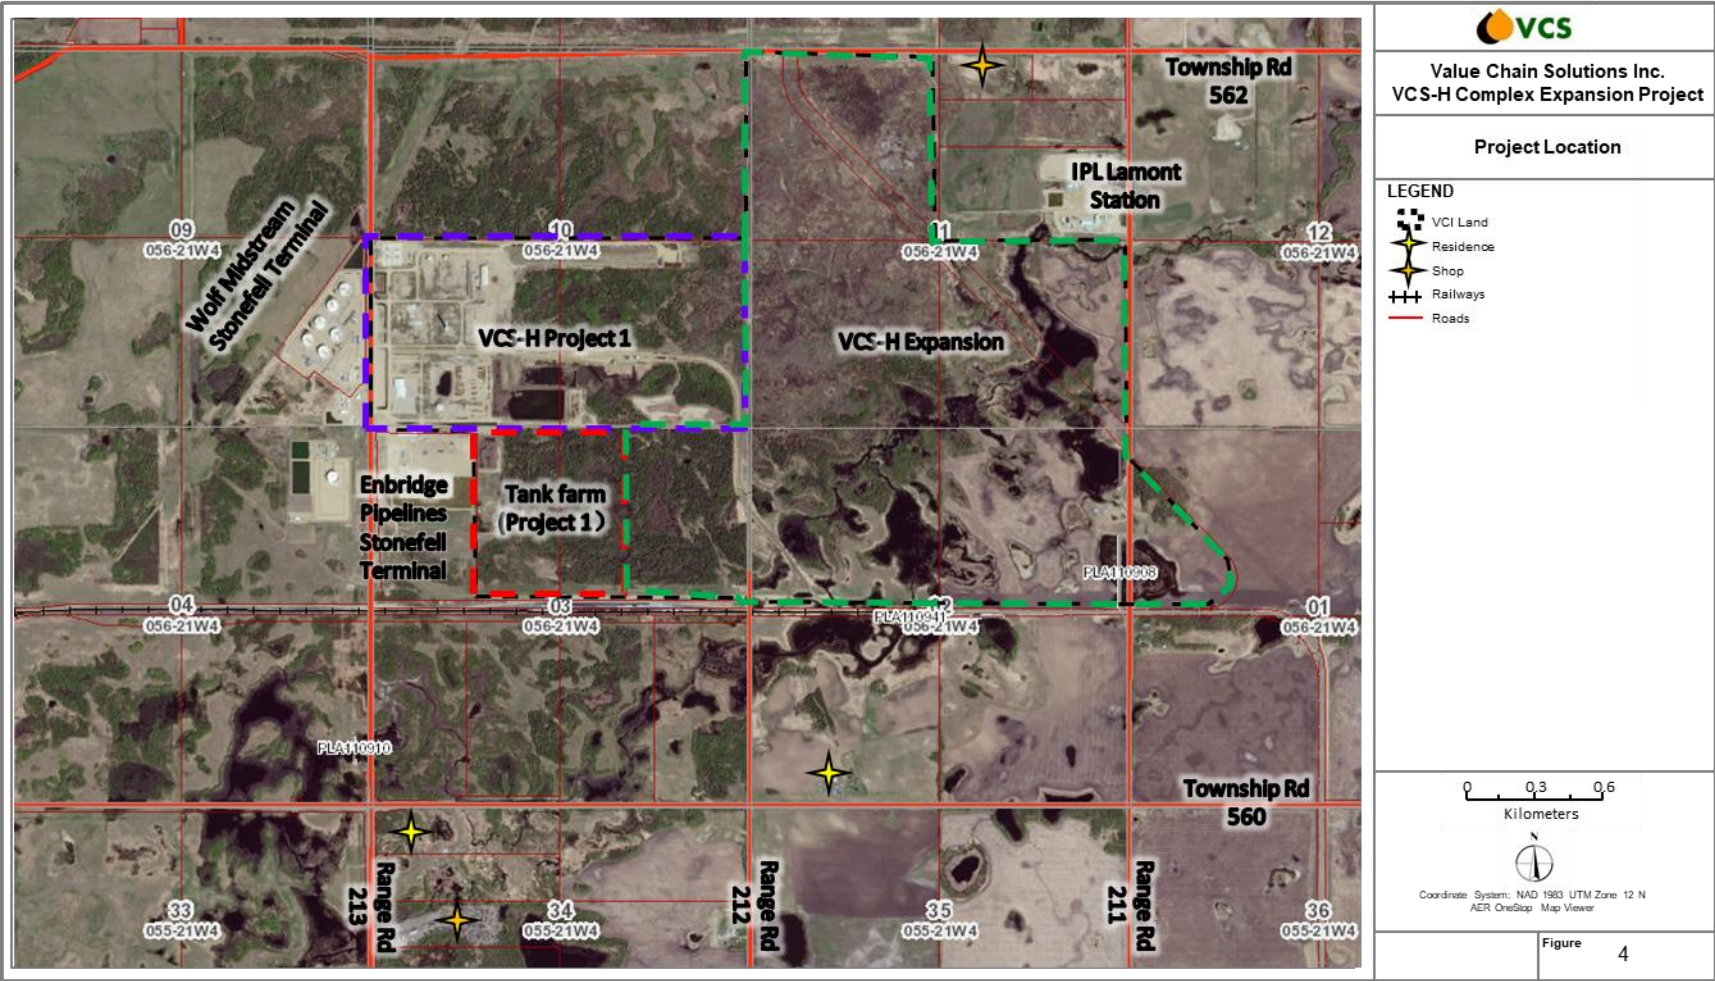 Township Rd
562
IPL Lamont
Station
Wolf Midstream
Stonefell Terminal
09
056-21W4
10
056-21W4
11
056-21W4
12
056-21W4
VCS-H Project 1
VCS-H Expansion
Enbridge
Pipelines
Stonefell
Terminal
Tank farm
(Project 1)
PLA110908
04
056-21W4
03
056-21W4
PLA110941
056-21W4
01
056-21W4
PLA110910
Township Rd
560
33
055-21W4
Range Rd
213
34
055-21W4
Range Rd
212
35
055-21W4
Range Rd
211
36
055-21W4
VCS
Value Chain Solutions Inc.
VCS-H Complex Expansion Project
Project Location
LEGEND
VCI Land
Residence
Shop
Railways
Roads
0 0,3 0,6
Kilometers
N
Coordinate System: NAD 1983 UTM Zone 12 N
AER OneStop Map Viewer
Figure 4